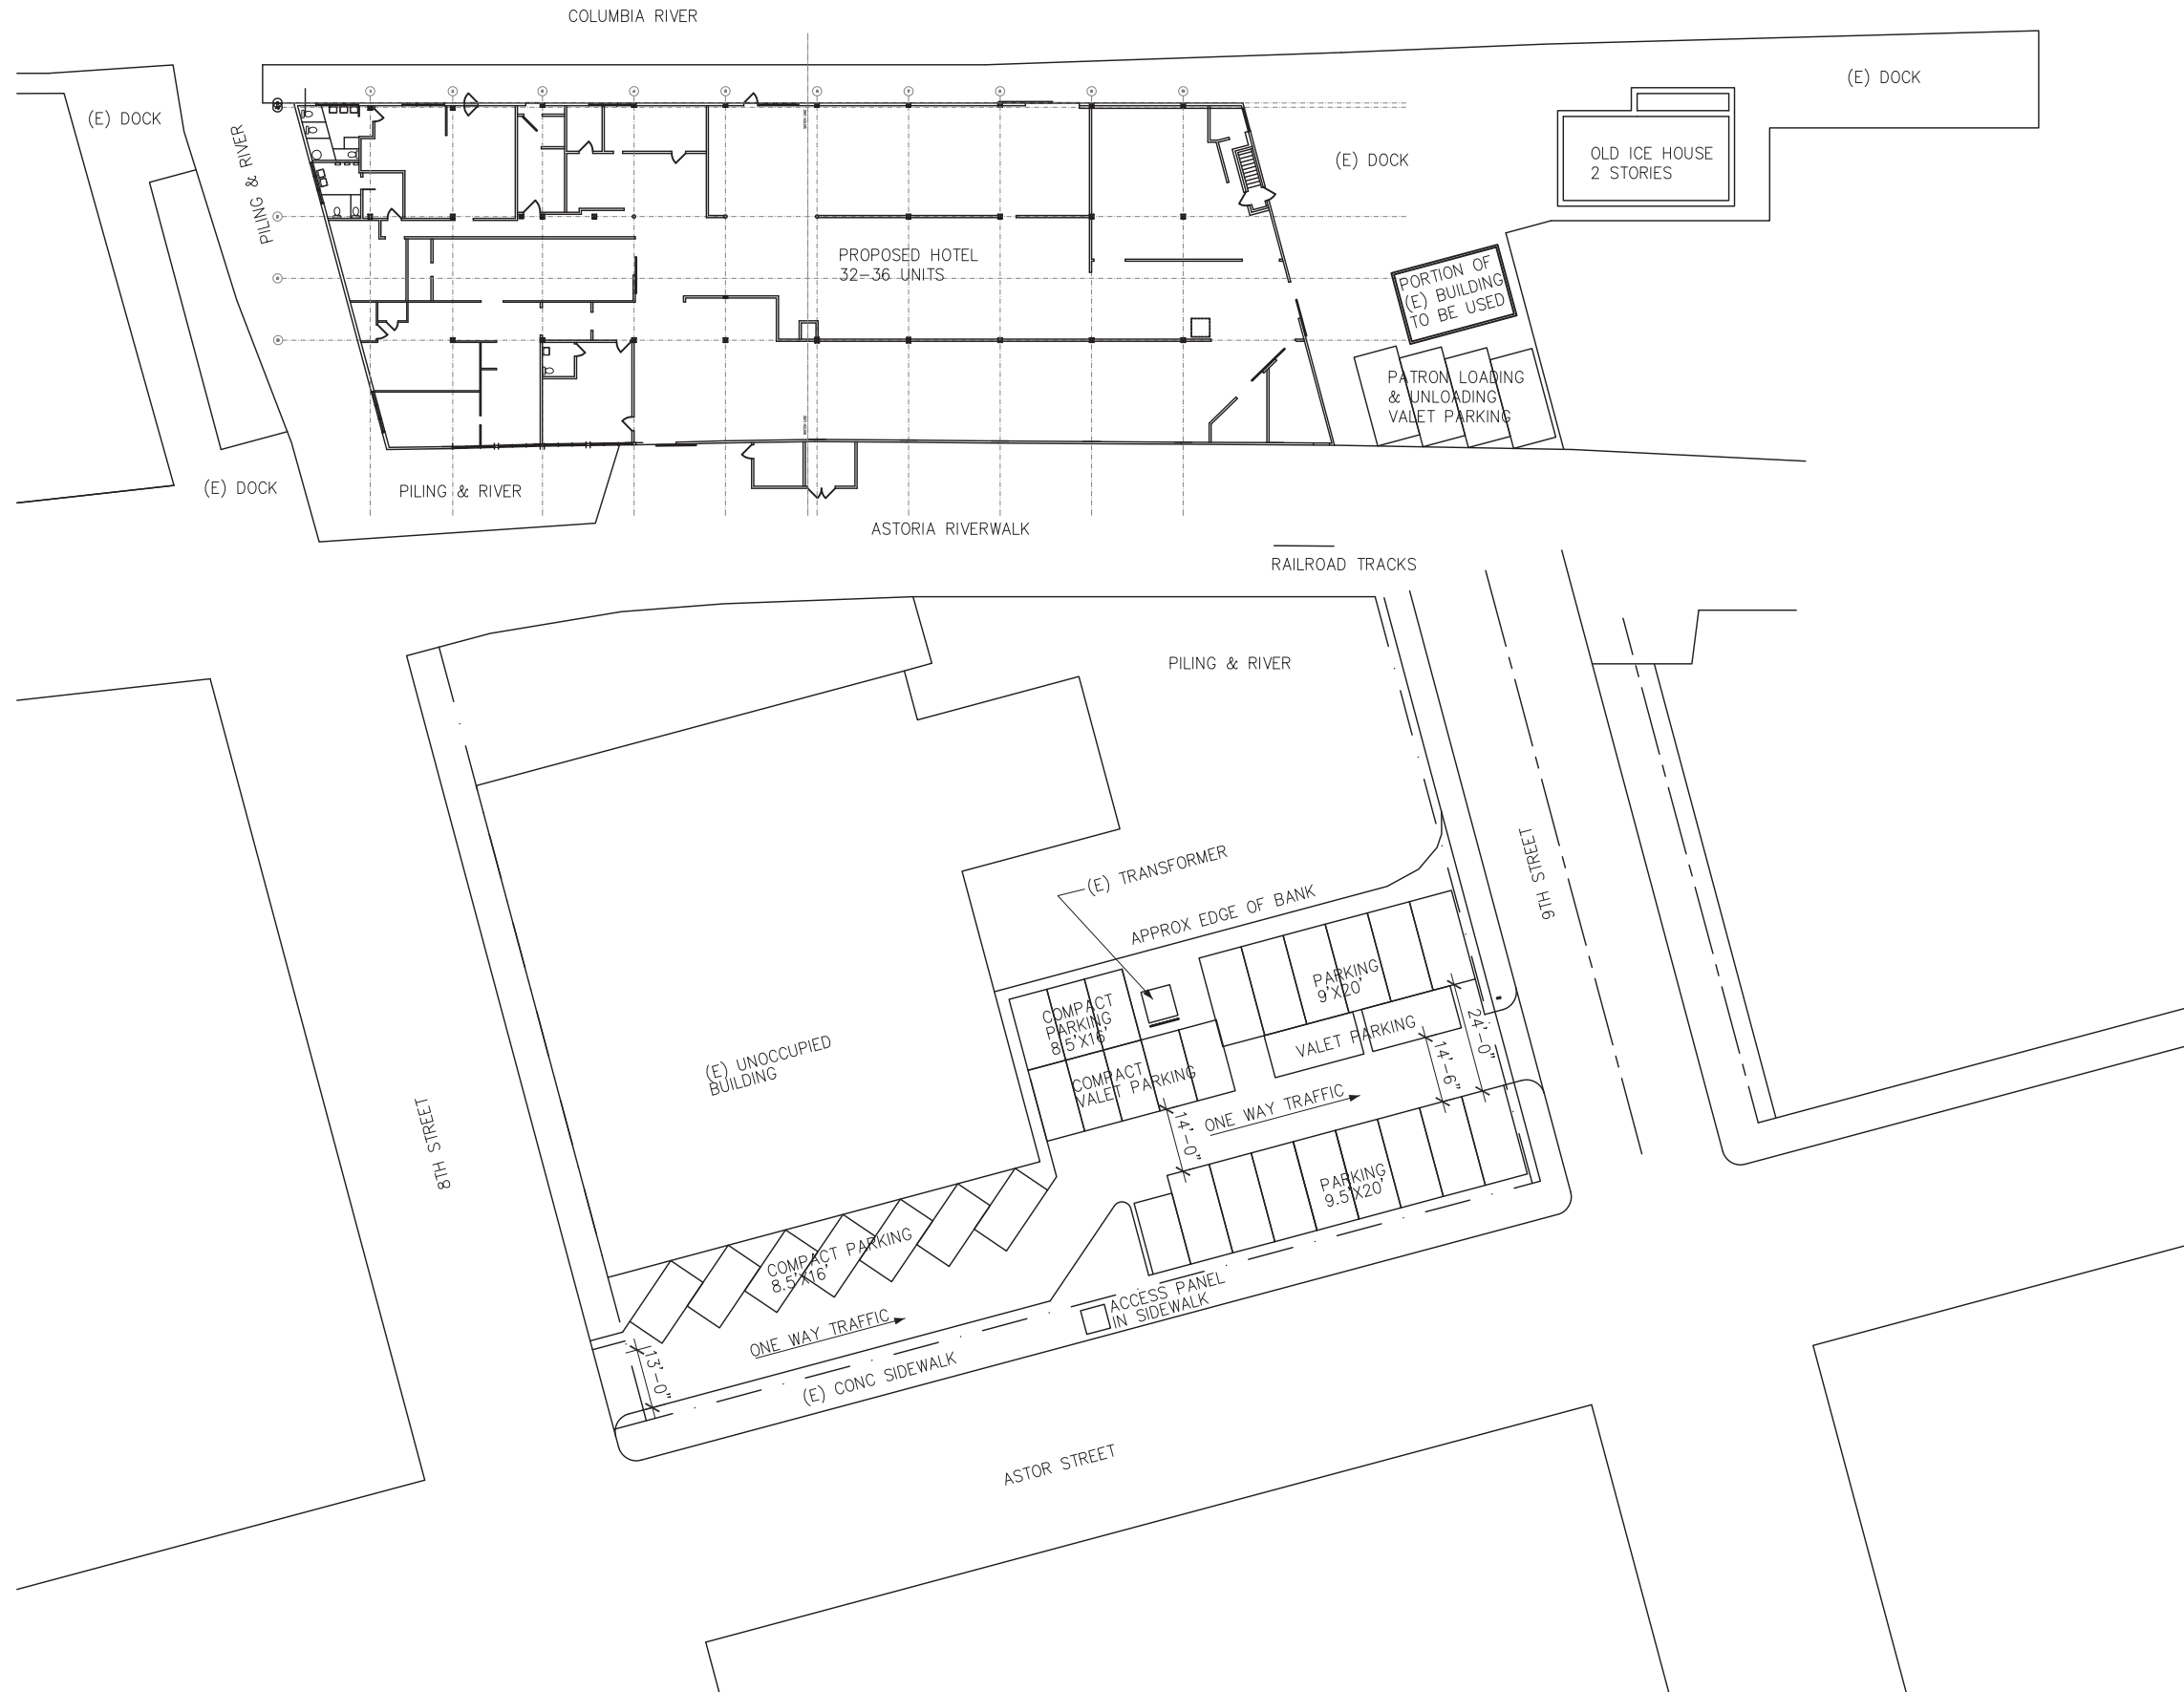 COLUMBIA RIVER
(E) DOCK
(E) DOCK
PILING & RIVER
(E) DOCK
OLD ICE HOUSE
2 STORIES
PROPOSED HOTEL
32-36 UNITS
PORTION OF
(E) BUILDING
TO BE USED
PATRON LOADING
& UNLOADING
VALET PARKING
(E) DOCK
PILING & RIVER
ASTORIA RIVERWALK
RAILROAD TRACKS
PILING & RIVER
9TH STREET
(E) TRANSFORMER
APPROX EDGE OF BANK
PARKING
9'X20'
COMPACT
PARKING
8.5'X16'
VALET PARKING
24'-0"
14'-6"
COMPACT
VALET PARKING
(E) UNOCCUPIED
BUILDING
ONE WAY TRAFFIC
14'-0"
8TH STREET
PARKING
9.5'X20'
COMPACT PARKING
8.5'X16'
ACCESS PANEL
IN SIDEWALK
ONE WAY TRAFFIC
13'-0"
(E) CONC SIDEWALK
ASTOR STREET